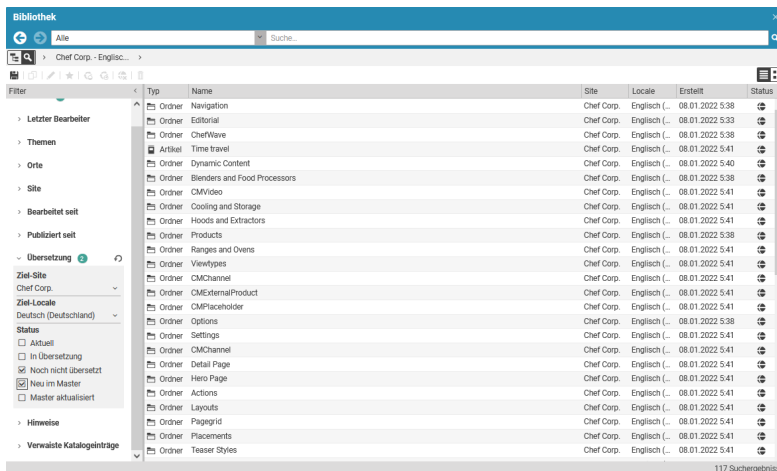 Bibliothek
Alle Suche...
Chef Corp. - Englisc...
Filter Typ Name Site Locale Erstellt Status
Letzter Bearbeiter
Themen
Orte
Site
Bearbeitet seit
Publiziert seit
Übersetzung 2
Ziel-Site
Chef Corp.
Ziel-Locale
Deutsch (Deutschland)
Status
Aktuell
In Übersetzung
Noch nicht übersetzt
Neu im Master
Master aktualisiert
Hinweise
Verwaiste Katalogeinträge
Ordner Navigation Chef Corp. Englisch (... 08.01.2022 5:38
Ordner Editorial Chef Corp. Englisch (... 08.01.2022 5:33
Ordner ChefWave Chef Corp. Englisch (... 08.01.2022 5:38
Artikel Time travel Chef Corp. Englisch (... 08.01.2022 5:41
Ordner Dynamic Content Chef Corp. Englisch (... 08.01.2022 5:40
Ordner Blenders and Food Processors Chef Corp. Englisch (... 08.01.2022 5:38
Ordner CMVideo Chef Corp. Englisch (... 08.01.2022 5:41
Ordner Cooling and Storage Chef Corp. Englisch (... 08.01.2022 5:41
Ordner Hoods and Extractors Chef Corp. Englisch (... 08.01.2022 5:41
Ordner Products Chef Corp. Englisch (... 08.01.2022 5:38
Ordner Ranges and Ovens Chef Corp. Englisch (... 08.01.2022 5:41
Ordner Viewtypes Chef Corp. Englisch (... 08.01.2022 5:41
Ordner CMChannel Chef Corp. Englisch (... 08.01.2022 5:41
Ordner CMExternalProduct Chef Corp. Englisch (... 08.01.2022 5:41
Ordner CMPlaceholder Chef Corp. Englisch (... 08.01.2022 5:41
Ordner Options Chef Corp. Englisch (... 08.01.2022 5:38
Ordner Settings Chef Corp. Englisch (... 08.01.2022 5:41
Ordner CMChannel Chef Corp. Englisch (... 08.01.2022 5:41
Ordner Detail Page Chef Corp. Englisch (... 08.01.2022 5:41
Ordner Hero Page Chef Corp. Englisch (... 08.01.2022 5:41
Ordner Actions Chef Corp. Englisch (... 08.01.2022 5:41
Ordner Layouts Chef Corp. Englisch (... 08.01.2022 5:41
Ordner Pagegrid Chef Corp. Englisch (... 08.01.2022 5:41
Ordner Placements Chef Corp. Englisch (... 08.01.2022 5:41
Ordner Teaser Styles Chef Corp. Englisch (... 08.01.2022 5:41
117 Suchergebnis